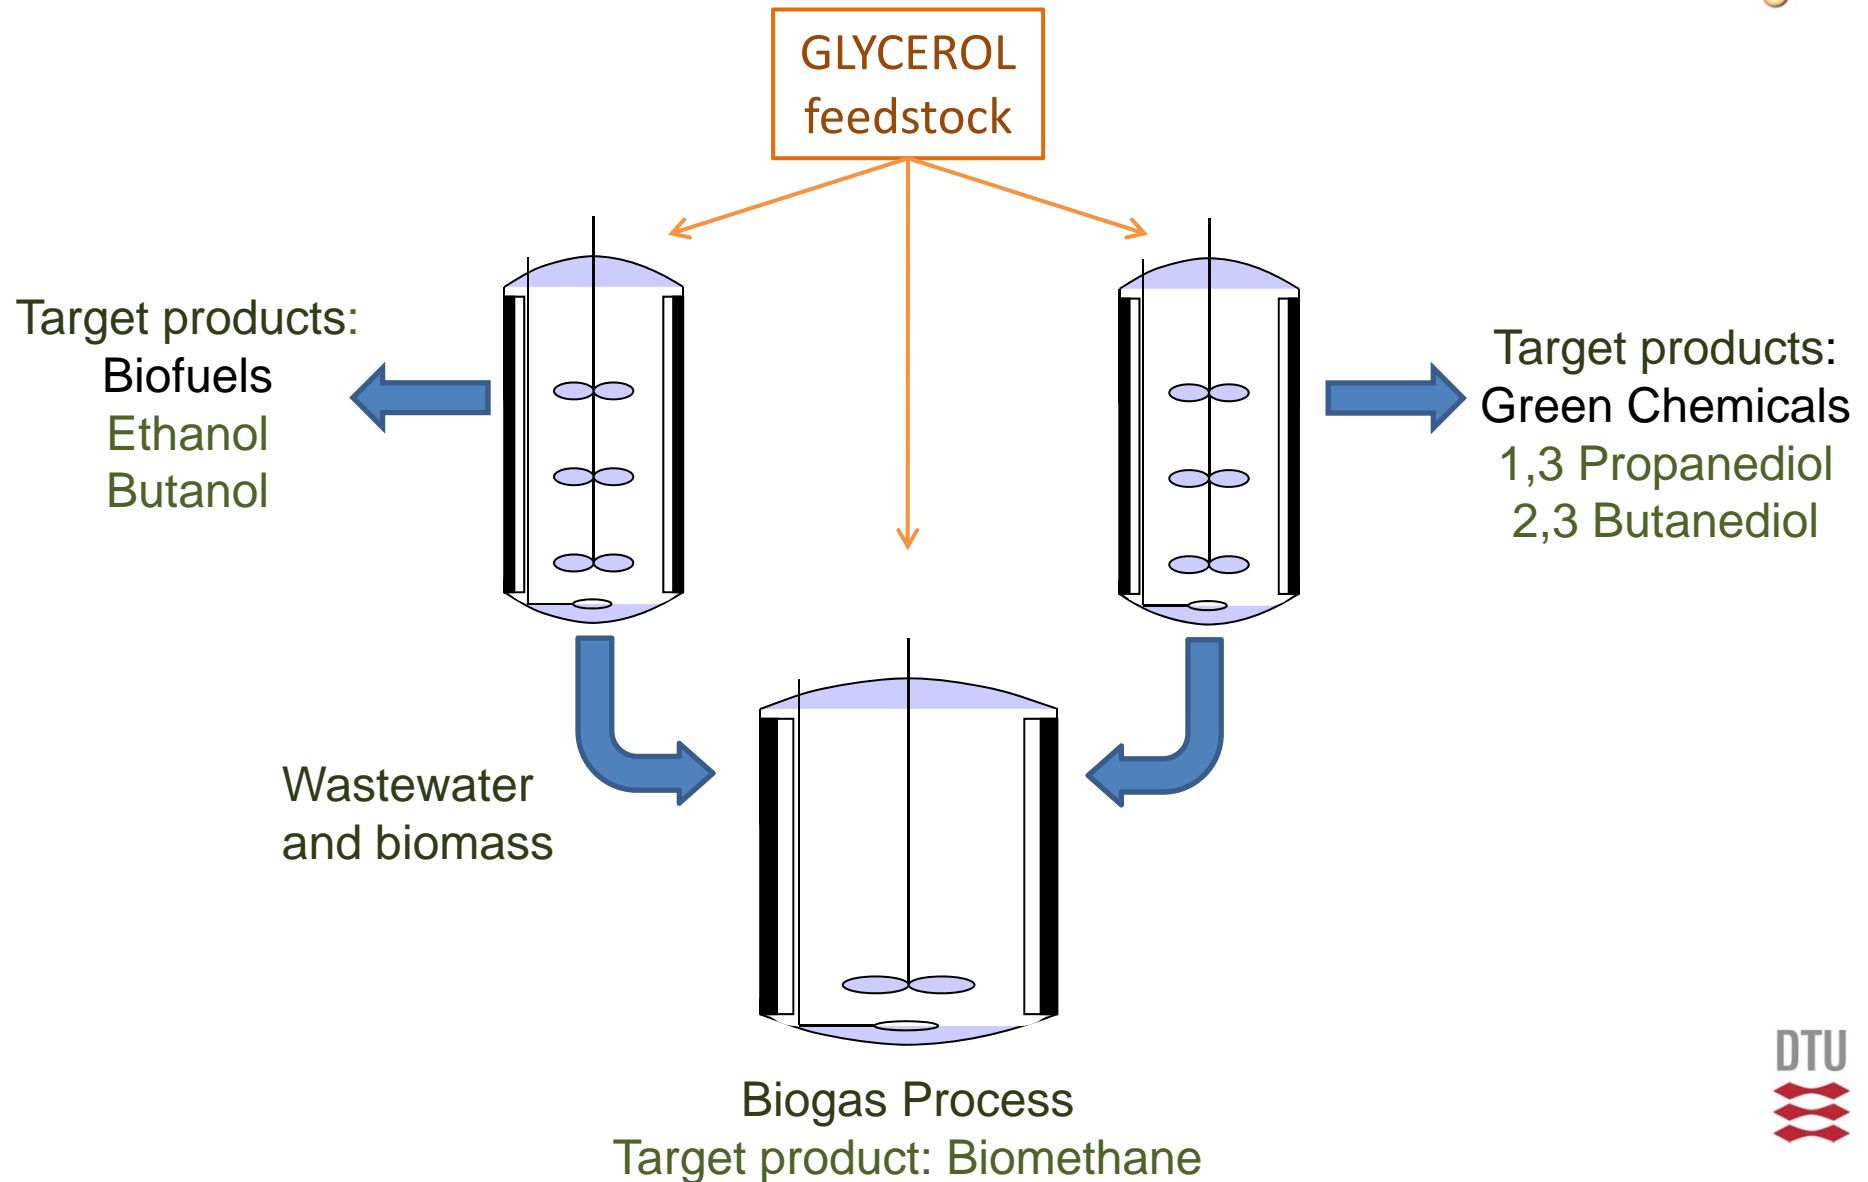 GLYCEROL
feedstock
Target products:
Biofuels
Ethanol
Butanol
Target products:
Green Chemicals
1,3 Propanediol
2,3 Butanediol
Wastewater
and biomass
Biogas Process
Target product: Biomethane
DTU